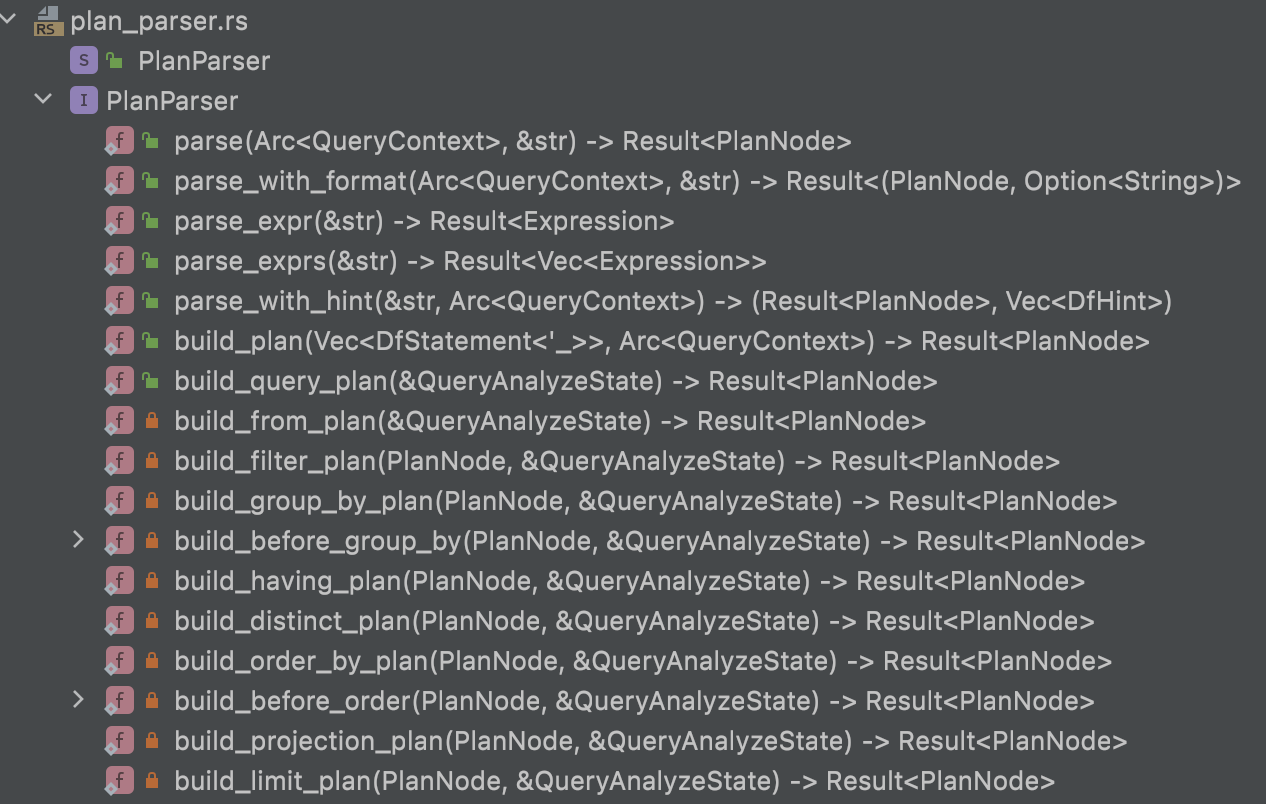 RS plan_parser.rs
S PlanParser
I PlanParser
f parse(Arc<QueryContext>, &str) -> Result<PlanNode>
f parse_with_format(Arc<QueryContext>, &str) -> Result<(PlanNode, Option<String>)>
f parse_expr(&str) -> Result<Expression>
f parse_exprs(&str) -> Result<Vec<Expression>>
f parse_with_hint(&str, Arc<QueryContext>) -> (Result<PlanNode>, Vec<DfHint>)
f build_plan(Vec<DfStatement<'_>>, Arc<QueryContext>) -> Result<PlanNode>
f build_query_plan(&QueryAnalyzeState) -> Result<PlanNode>
f build_from_plan(&QueryAnalyzeState) -> Result<PlanNode>
f build_filter_plan(PlanNode, &QueryAnalyzeState) -> Result<PlanNode>
f build_group_by_plan(PlanNode, &QueryAnalyzeState) -> Result<PlanNode>
f build_before_group_by(PlanNode, &QueryAnalyzeState) -> Result<PlanNode>
f build_having_plan(PlanNode, &QueryAnalyzeState) -> Result<PlanNode>
f build_distinct_plan(PlanNode, &QueryAnalyzeState) -> Result<PlanNode>
f build_order_by_plan(PlanNode, &QueryAnalyzeState) -> Result<PlanNode>
f build_before_order(PlanNode, &QueryAnalyzeState) -> Result<PlanNode>
f build_projection_plan(PlanNode, &QueryAnalyzeState) -> Result<PlanNode>
f build_limit_plan(PlanNode, &QueryAnalyzeState) -> Result<PlanNode>